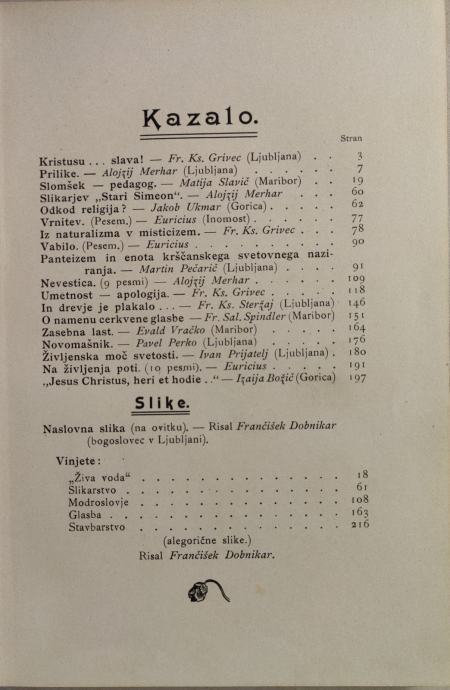 Kazalo.
Stran
Kristusu . . . slava! — Fr. Ks. Grivec (Ljubljana) . . 3
Prilike. — Alojzij Merhar (Ljubljana) . . . . . 7
Slomšek — pedagog. — Matija Slavič (Maribor) . . . 19
Slikarjev „Stari Simeon“. — Alojzij Merhar . . . 60
Odkod religija? — Jakob Ukmar (Gorica) . . . . 62
Vrnitev. (Pesem.) — Euricius (Inomost) . . . . . 77
Iz naturalizma v misticizem. — Fr. Ks. Grivec . . . 78
Vabilo. (Pesem.) — Euricius . . . . . . . . 90
Panteizem in enota krščanskega svetovnega nazi-
ranja. — Martin Pečarič (Ljubljana) . . . . 91
Nevestica. (9 pesmi) — Alojzij Merhar . . . . . 109
Umetnost — apologija. — Fr. Ks. Grivec . . . . . 118
In drevje je plakalo . . . — Fr. Ks. Steržaj (Ljubljana) 146
O namenu cerkvene glasbe — Fr. Sal. Spindler (Maribor) 151
Zasebna last. — Evald Vračko (Maribor) . . . . 164
Novomašnik. — Pavel Perko (Ljubljana) . . . . . 176
Življenska moč svetosti. — Ivan Prijatelj (Ljubljana) . 180
Na življenja poti. (10 pesmi). — Euricius . . . . 191
„Jesus Christus, heri et hodie . .“ — Izaija Božič (Gorica) 197
Slike.
Naslovna slika (na ovitku). — Risal Frančišek Dobnikar
(bogoslovec v Ljubljani).
Vinjete:
„Živa voda“ . . . . . . . . . . . . . 18
Slikarstvo . . . . . . . . . . . . . 61
Modroslovje . . . . . . . . . . . . . 108
Glasba . . . . . . . . . . . . . . 163
Stavbarstvo . . . . . . . . . . . . . 216
(alegorične slike.)
Risal Frančišek Dobnikar.